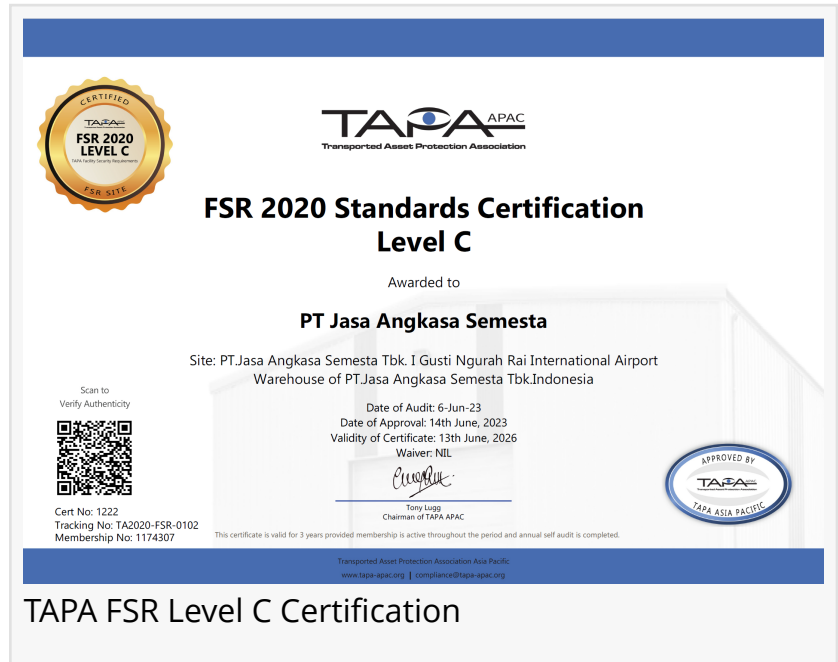 CERTIFIED
TAPA
FSR 2020
LEVEL C
TAPA Facility Security Requirements
FSR SITE
TAPA APAC
Transported Asset Protection Association
FSR 2020 Standards Certification
Level C
Awarded to
PT Jasa Angkasa Semesta
Site: PT.Jasa Angkasa Semesta Tbk. I Gusti Ngurah Rai International Airport
Warehouse of PT.Jasa Angkasa Semesta Tbk.Indonesia
Scan to
Verify Authenticity
Date of Audit: 6-Jun-23
Date of Approval: 14th June, 2023
Validity of Certificate: 13th June, 2026
Waiver: NIL
Tony Lugg
Chairman of TAPA APAC
Cert No: 1222
Tracking No: TA2020-FSR-0102
Membership No: 1174307
This certificate is valid for 3 years provided membership is active throughout the period and annual self audit is completed.
APPROVED BY
TAPA APAC
Transported Asset Protection Association
TAPA ASIA PACIFIC
Transported Asset Protection Association Asia Pacific
www.tapa-apac.org | compliance@tapa-apac.org
TAPA FSR Level C Certification